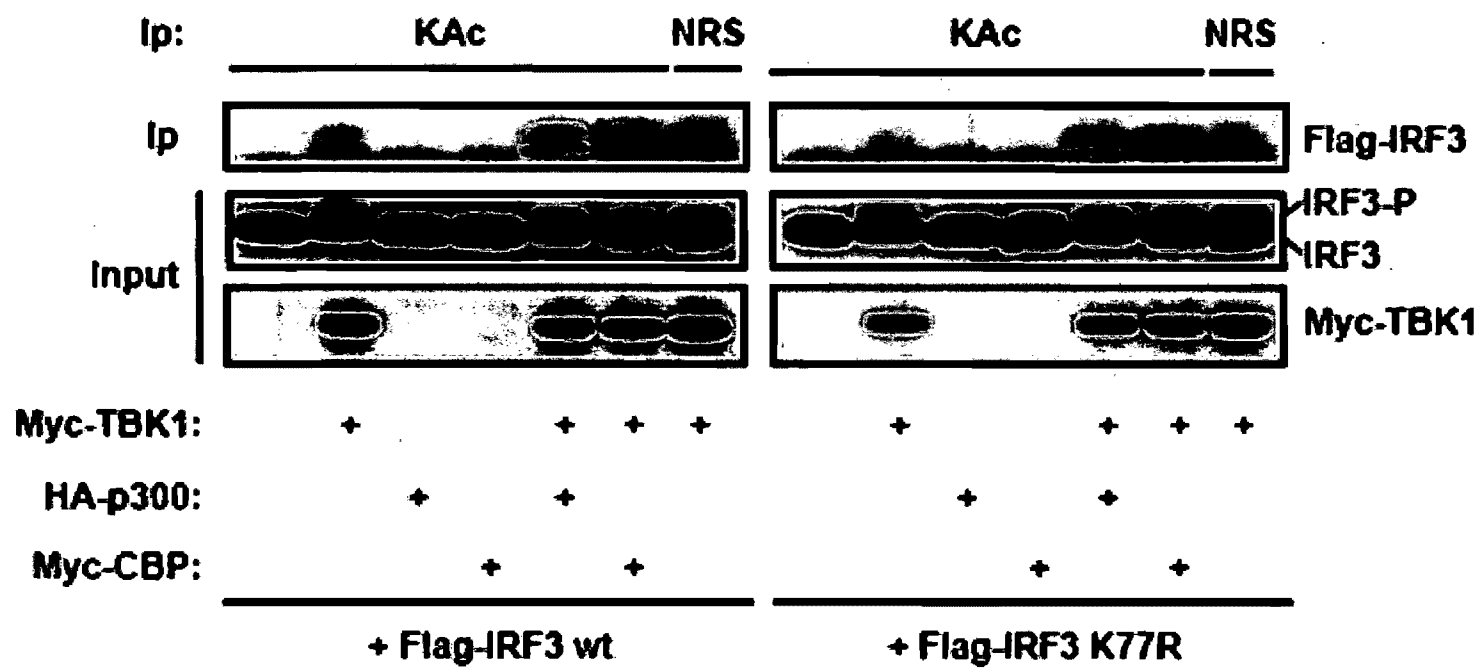 Ip: KAc NRS KAc NRS
Ip Flag-IRF3
Input IRF3-P
IRF3
Myc-TBK1
Myc-TBK1: + + + + + + + +
HA-p300: + + + +
Myc-CBP: + + + +
+ Flag-IRF3 wt + Flag-IRF3 K77R